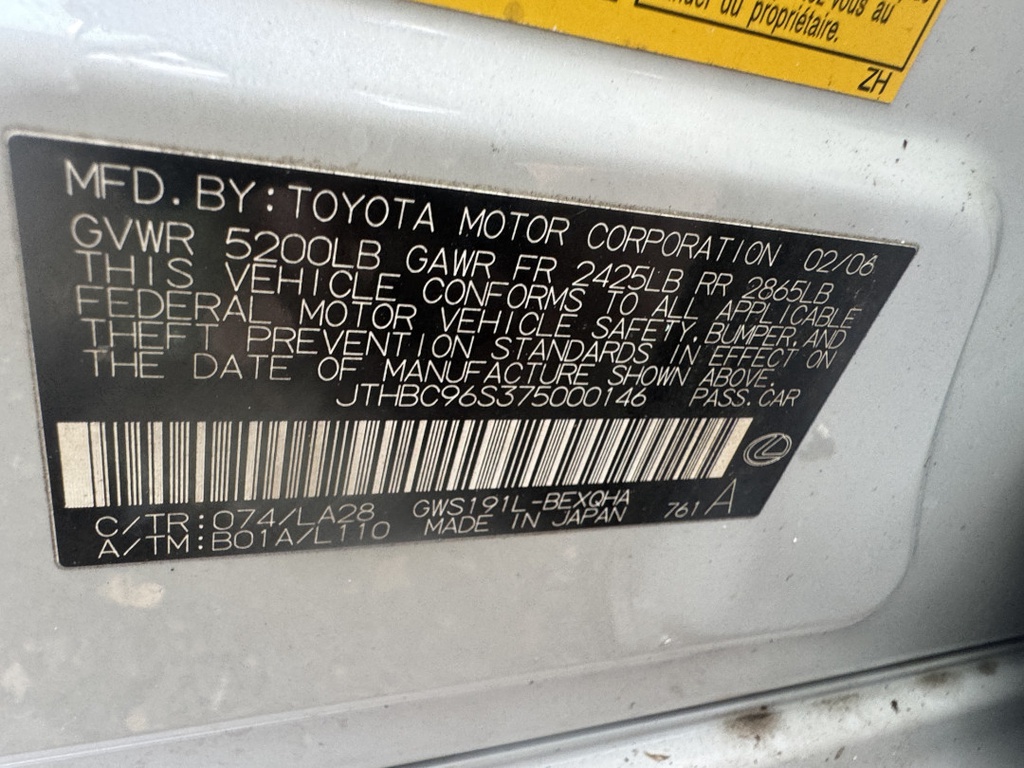 vous au
du propriétaire.
ZH
MFD. BY: TOYOTA MOTOR CORPORATION 02/06
GVWR 5200LB GAWR FR 2425LB RR 2865LB
THIS VEHICLE CONFORMS TO ALL APPLICABLE
FEDERAL MOTOR VEHICLE SAFETY, BUMPER, AND
THEFT PREVENTION STANDARDS IN EFFECT ON
THE DATE OF MANUFACTURE SHOWN ABOVE.
JTHBC96S375000146 PASS. CAR
C/TR: 074/LA28 GWS191L-BEXQHA
A/TM: B01A/L110 MADE IN JAPAN 761 A